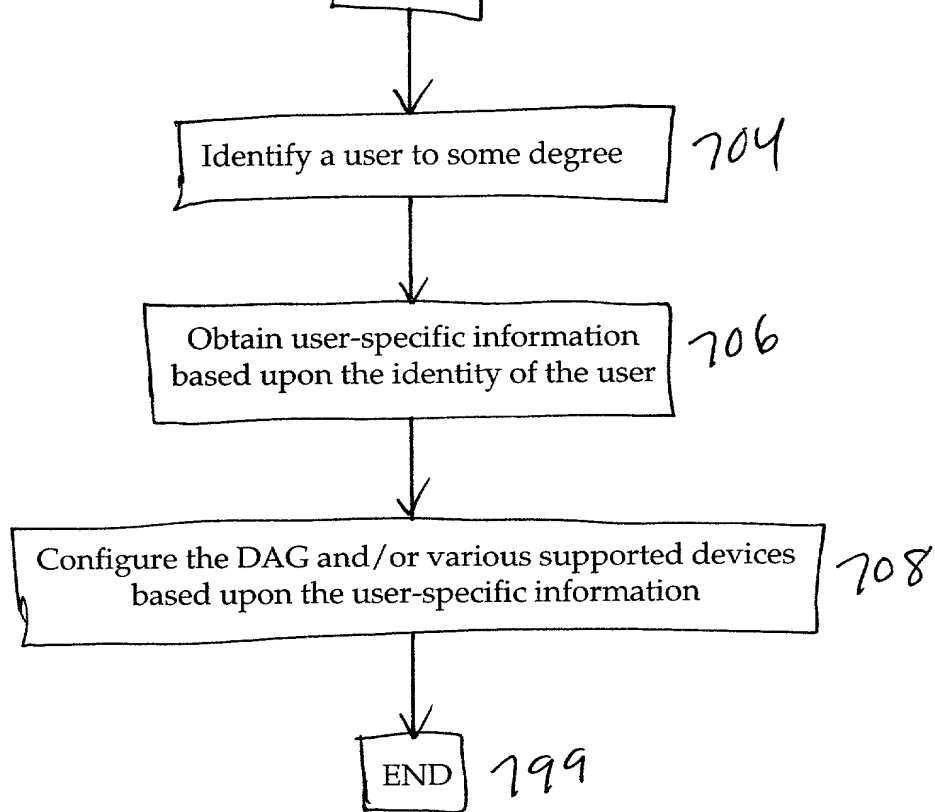 Identify a user to some degree 704
Obtain user-specific information 706
based upon the identity of the user
Configure the DAG and/or various supported devices 708
based upon the user-specific information
END 799